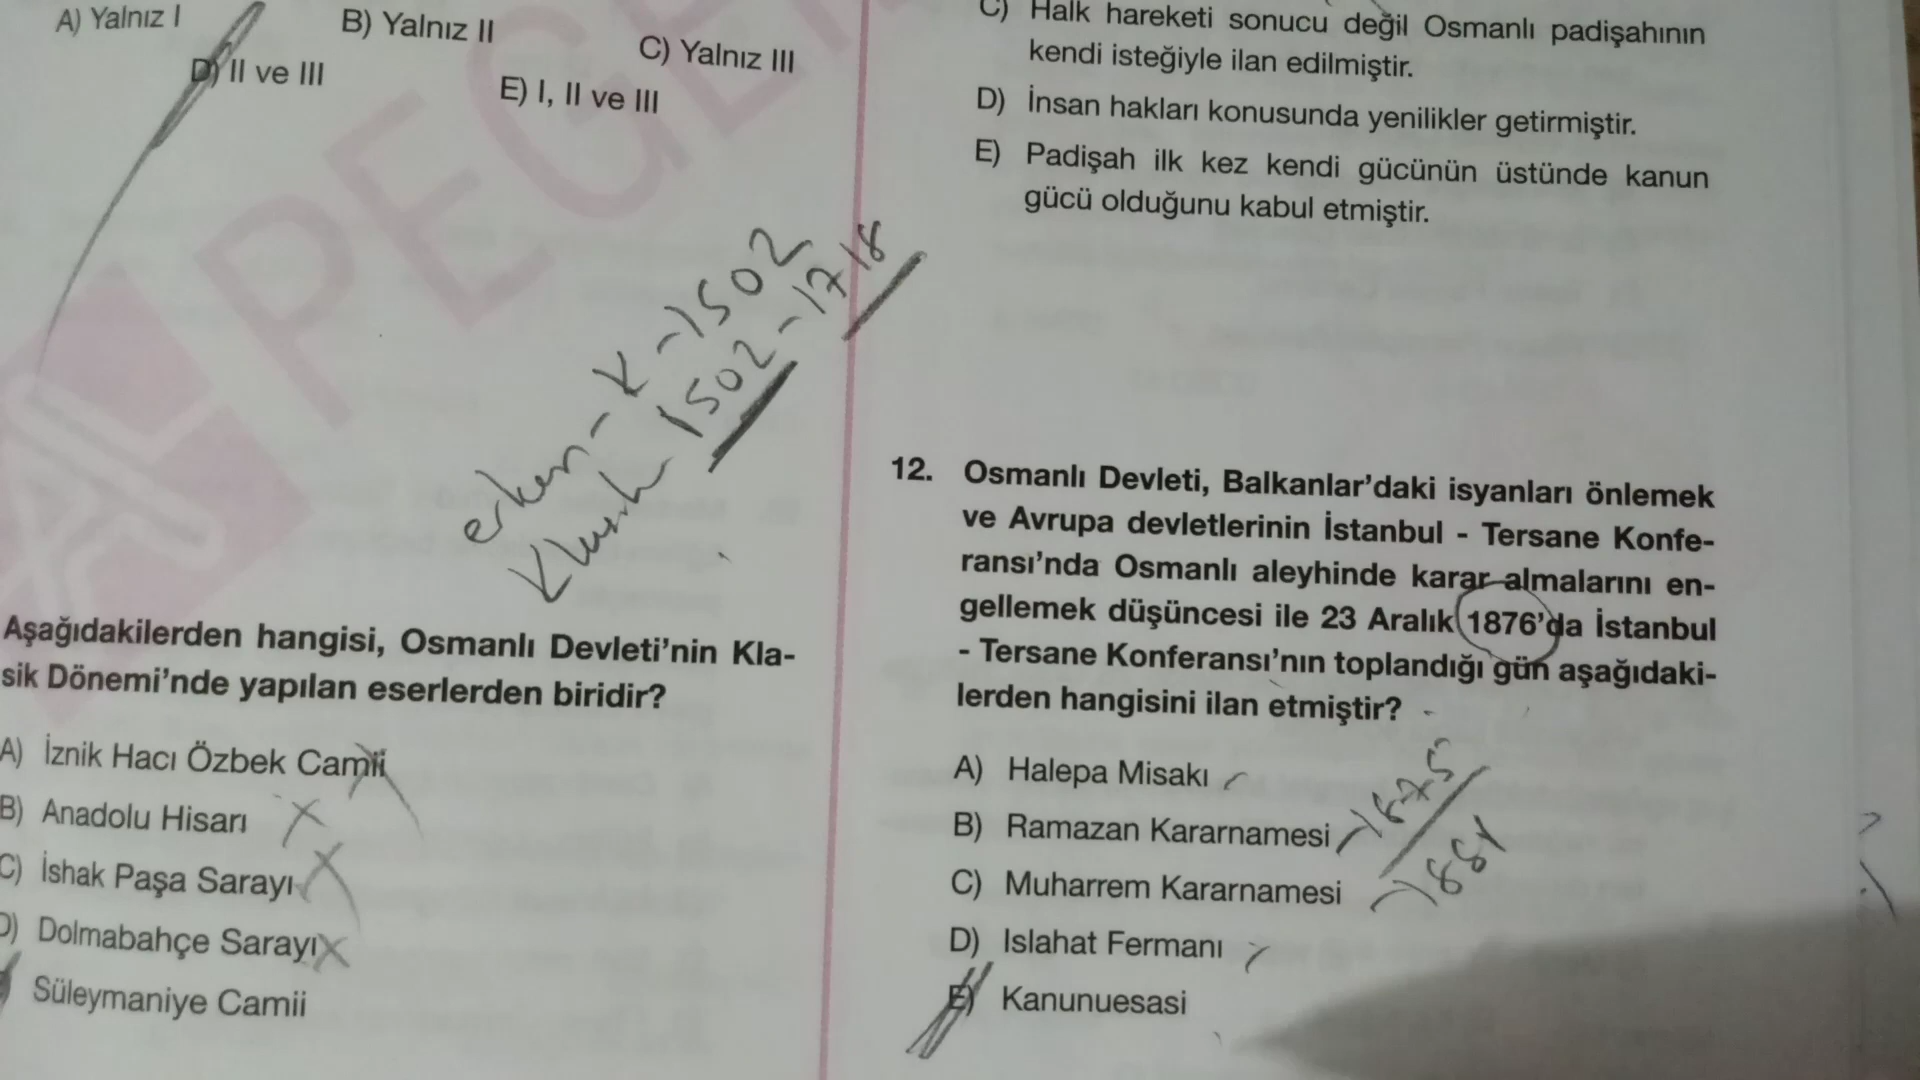 A) Yalnız I
B) Yalnız II
C) Yalnız III
D) II ve III
E) I, II ve III
PEGEM
erken - K - 1502
Klasik 1502 - 1718
Aşağıdakilerden hangisi, Osmanlı Devleti'nin Kla-
sik Dönemi'nde yapılan eserlerden biridir?
A) İznik Hacı Özbek Camii
B) Anadolu Hisarı
C) İshak Paşa Sarayı
D) Dolmabahçe Sarayı
Süleymaniye Camii
C) Halk hareketi sonucu değil Osmanlı padişahının
kendi isteğiyle ilan edilmiştir.
D) İnsan hakları konusunda yenilikler getirmiştir.
E) Padişah ilk kez kendi gücünün üstünde kanun
gücü olduğunu kabul etmiştir.
12. Osmanlı Devleti, Balkanlar'daki isyanları önlemek
ve Avrupa devletlerinin İstanbul - Tersane Konfe-
ransı'nda Osmanlı aleyhinde karar almalarını en-
gellemek düşüncesi ile 23 Aralık 1876'da İstanbul
- Tersane Konferansı'nın toplandığı gün aşağıdaki-
lerden hangisini ilan etmiştir?
A) Halepa Misakı
B) Ramazan Kararnamesi 1875
C) Muharrem Kararnamesi 1881
D) Islahat Fermanı
E) Kanunuesasi